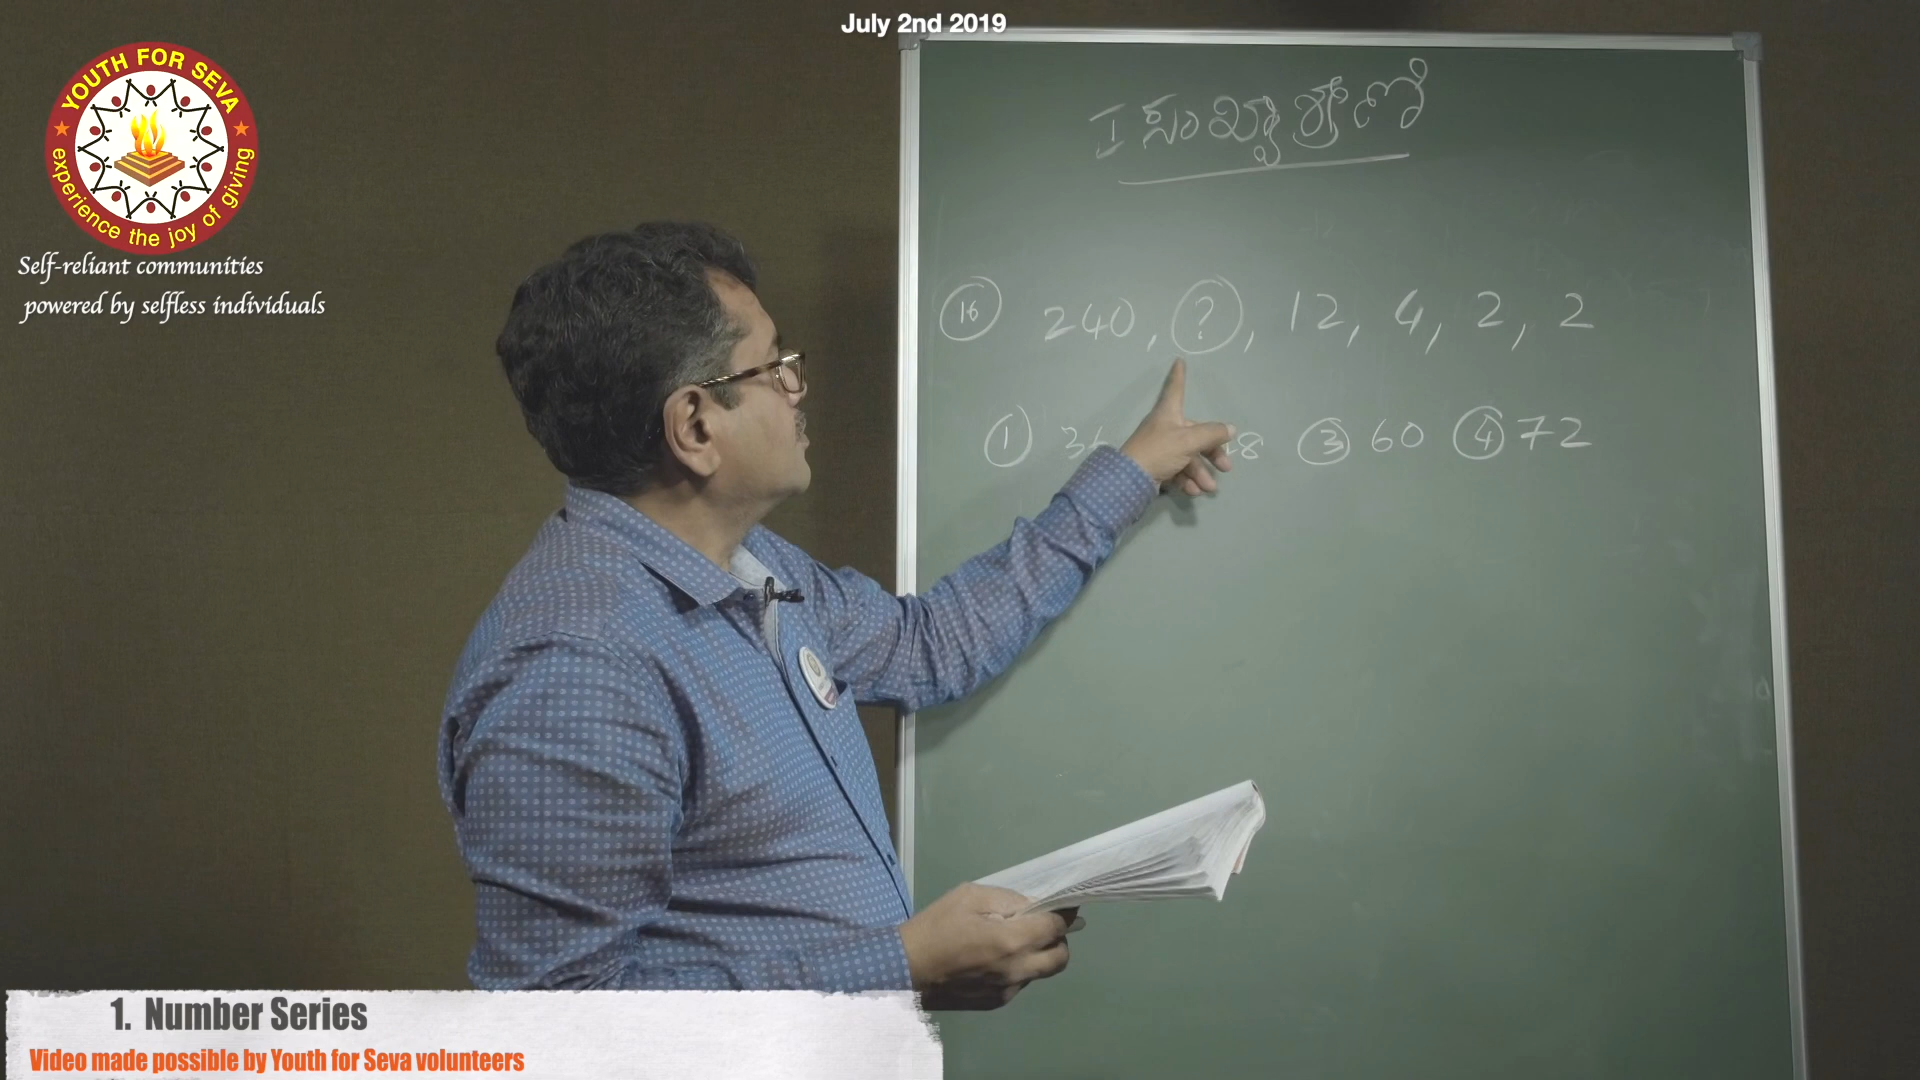 July 2nd 2019
YOUTH FOR SEVA
experience the joy of giving
Self-reliant communities
powered by selfless individuals
I ಸಂಖ್ಯಾ ಶ್ರೇಣಿ
16 240, ?, 12, 4, 2, 2
1 3 8 3 60 4 72
1. Number Series
Video made possible by Youth for Seva volunteers